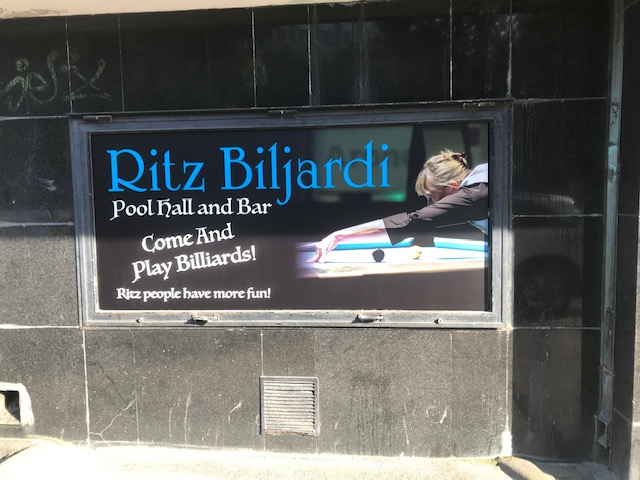 Ritz Biljardi
Pool Hall and Bar
Come And
Play Billiards!
Ritz people have more fun!